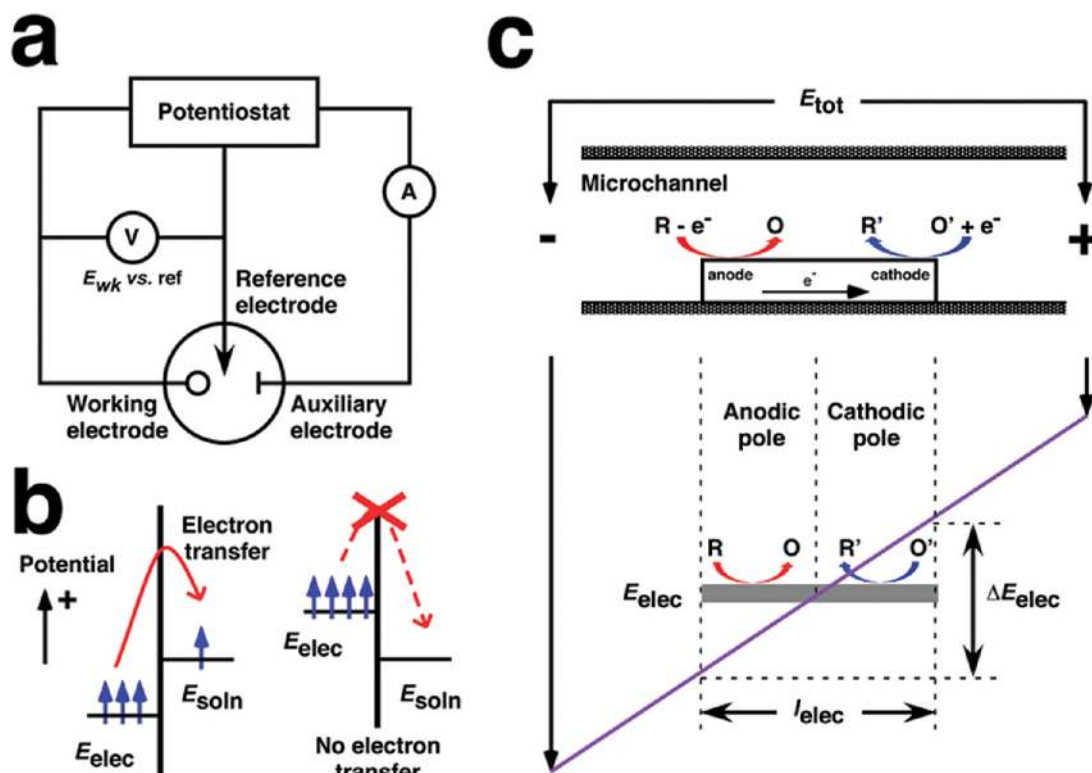 a
Potentiostat
A
V
E_wk vs. ref
Reference
electrode
Working
electrode
Auxiliary
electrode
b
Potential
+
Electron
transfer
E_soln
E_elec
E_elec
E_soln
No electron
transfer
c
E_tot
Microchannel
R - e⁻ O R' O' + e⁻
- +
anode e⁻ cathode
Anodic
pole
Cathodic
pole
R O R' O'
E_elec
ΔE_elec
l_elec